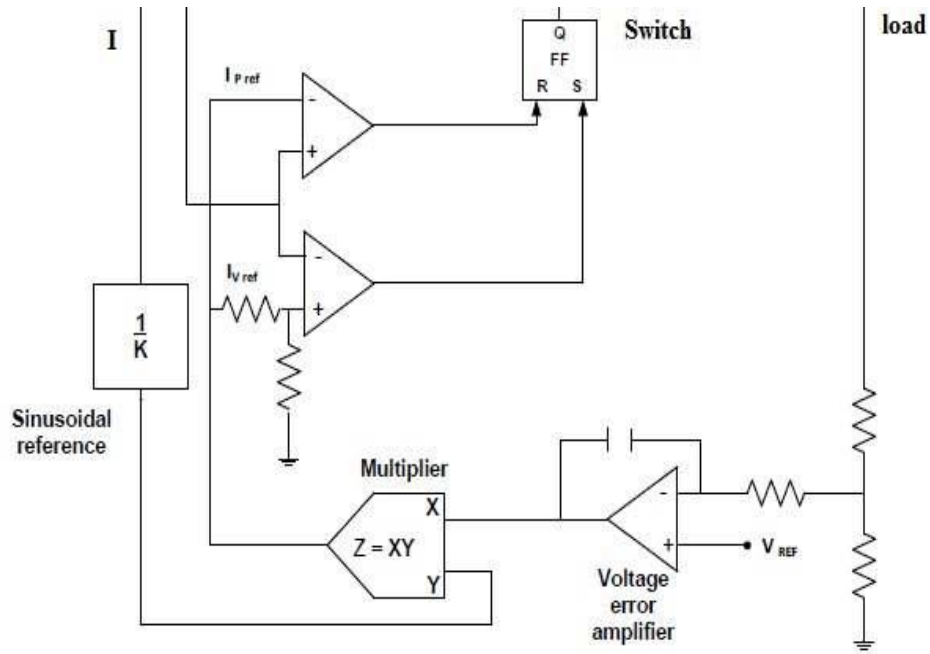 I
Switch
load
Q
FF
R S
I P ref
-
+
-
I V ref
+
1
K
Sinusoidal
reference
Multiplier
X
Z = XY
Y
-
+
V REF
Voltage
error
amplifier